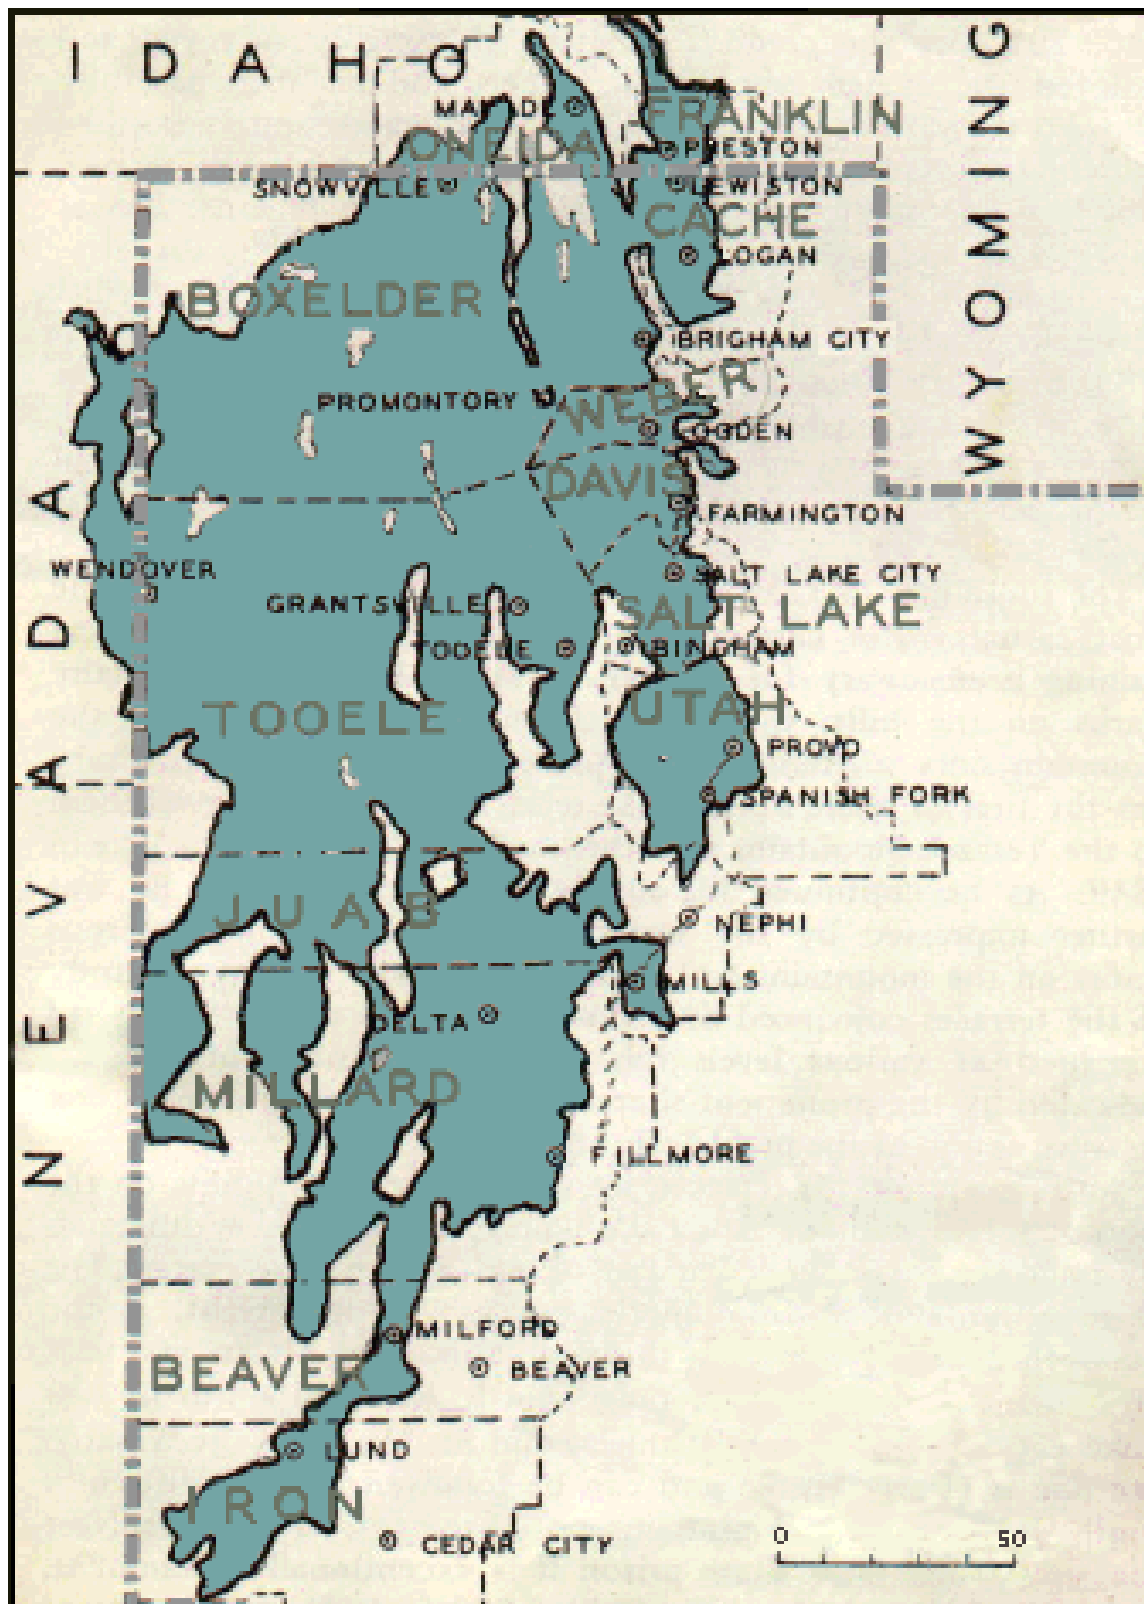 IDAHO
WYOMING
NEVADA
FRANKLIN
ONEIDA
PRESTON
SNOWVILLE
LEWISTON
CACHE
LOGAN
BOXELDER
BRIGHAM CITY
WEBER
PROMONTORY
OGDEN
DAVIS
FARMINGTON
WENDOVER
SALT LAKE CITY
GRANTSVILLE
SALT LAKE
TOOELE
BINGHAM
UTAH
TOOELE
PROVO
SPANISH FORK
JUAB
NEPHI
MILLS
DELTA
MILLARD
FILLMORE
MILFORD
BEAVER
BEAVER
LUND
IRON
CEDAR CITY
0 50